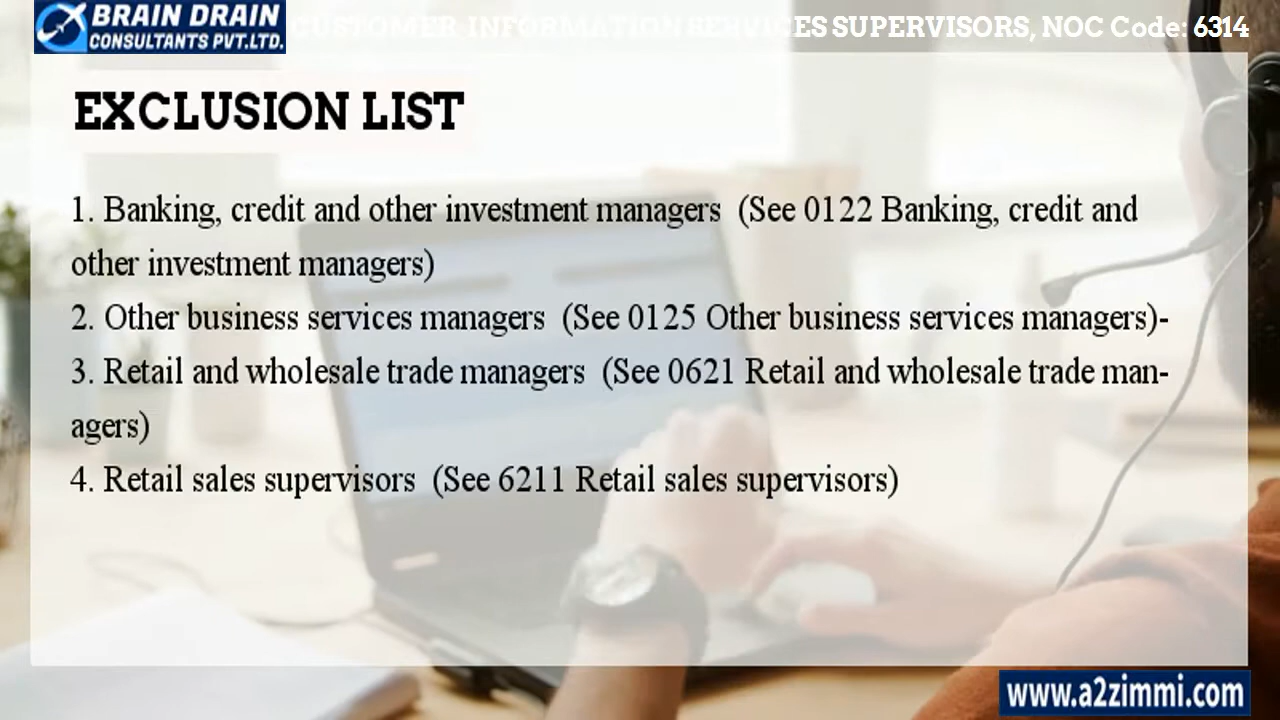 BRAIN DRAIN
CONSULTANTS PVT.LTD.
CUSTOMER INFORMATION SERVICES SUPERVISORS, NOC Code: 6314
EXCLUSION LIST
1. Banking, credit and other investment managers (See 0122 Banking, credit and
other investment managers)
2. Other business services managers (See 0125 Other business services managers)-
3. Retail and wholesale trade managers (See 0621 Retail and wholesale trade man-
agers)
4. Retail sales supervisors (See 6211 Retail sales supervisors)
www.a2zimmi.com